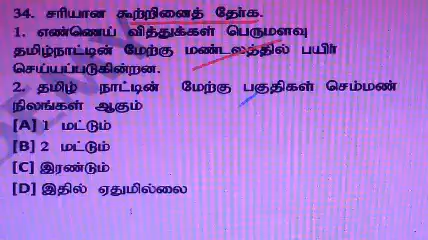 34. சரியான கூற்றினைத் தேர்க.
1. எண்ணெய் வித்துக்கள் பெருமளவு
தமிழ்நாட்டின் மேற்கு மண்டலத்தில் பயிர்
செய்யப்படுகின்றன.
2. தமிழ் நாட்டின் மேற்கு பகுதிகள் செம்மண்
நிலங்கள் ஆகும்
[A] 1 மட்டும்
[B] 2 மட்டும்
[C] இரண்டும்
[D] இதில் ஏதுமில்லை